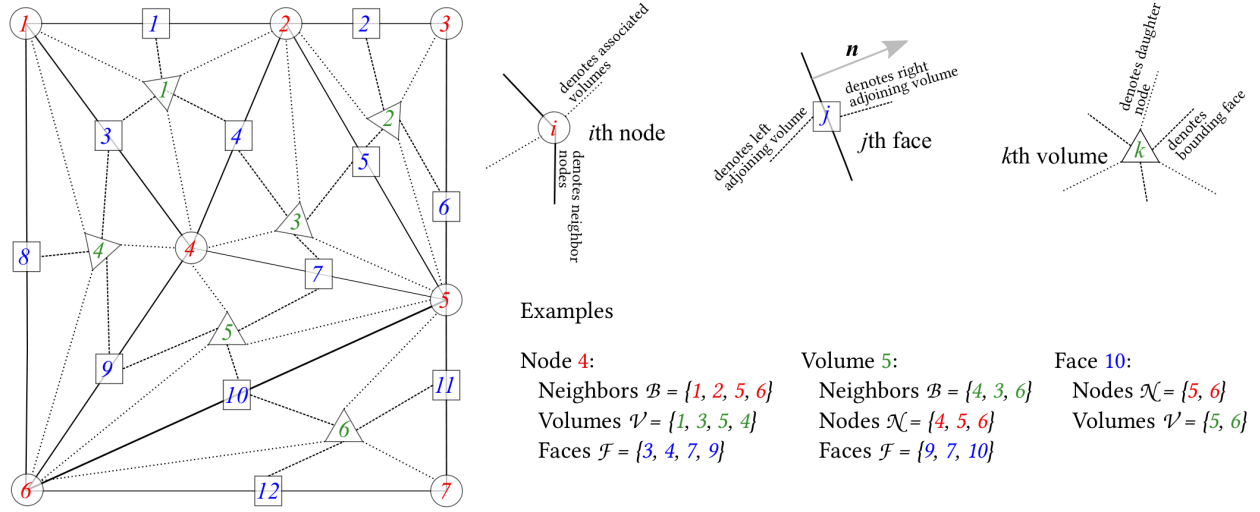 1 1 2 2 3
1
2
3 4
5
6
3
8 4 4
7
5
5
9
10 11
6
6 12 7
denotes associated
volumes
i
ith node
denotes neighbor
nodes
n
denotes right
adjoining volume
j
denotes left
adjoining volume
jth face
denotes daughter
node
denotes
bounding face
k
kth volume
Examples
Node 4:
Neighbors ℬ = {1, 2, 5, 6}
Volumes 𝒱 = {1, 3, 5, 4}
Faces ℱ = {3, 4, 7, 9}
Volume 5:
Neighbors ℬ = {4, 3, 6}
Nodes 𝒩 = {4, 5, 6}
Faces ℱ = {9, 7, 10}
Face 10:
Nodes 𝒩 = {5, 6}
Volumes 𝒱 = {5, 6}